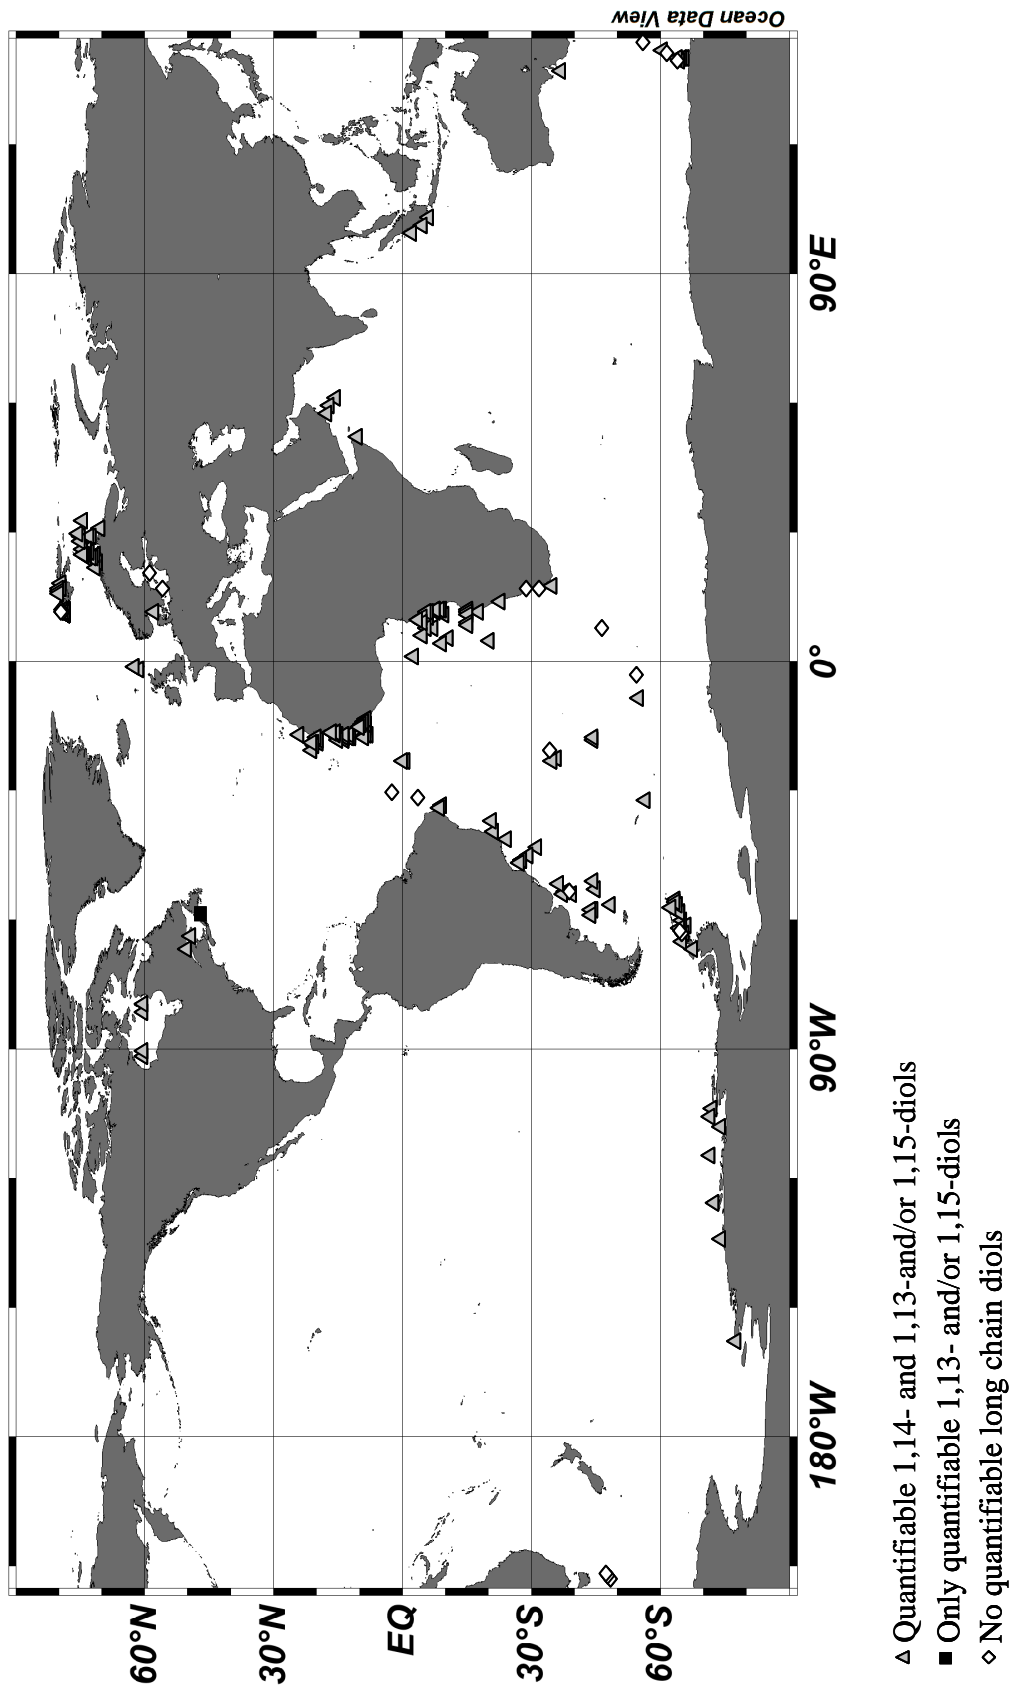 Ocean Data View
60°N
30°N
EQ
30°S
60°S
180°W
90°W
0°
90°E
Quantifiable 1,14- and 1,13-and/or 1,15-diols
Only quantifiable 1,13- and/or 1,15-diols
No quantifiable long chain diols